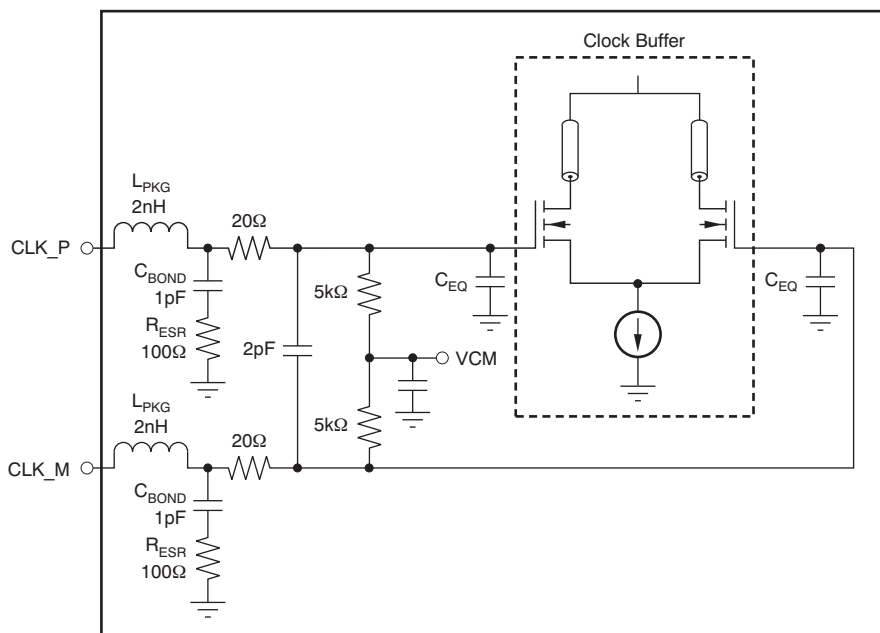 Clock Buffer
L_PKG
2nH
20Ω
CLK_P
C_BOND
1pF
R_ESR
100Ω
5kΩ
C_EQ
C_EQ
2pF
VCM
L_PKG
2nH
20Ω
5kΩ
CLK_M
C_BOND
1pF
R_ESR
100Ω